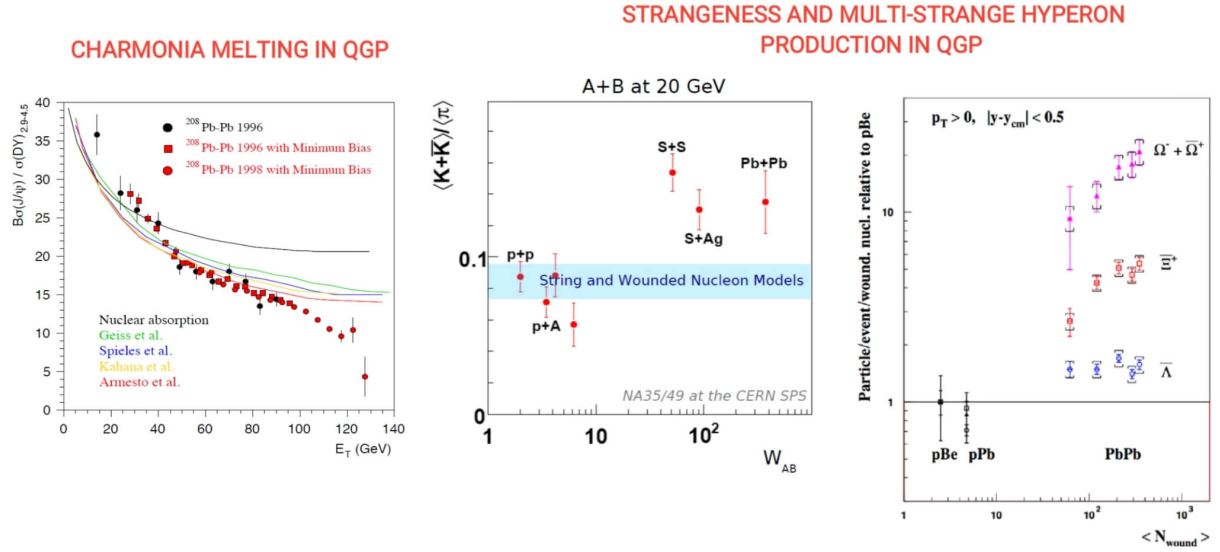 CHARMONIA MELTING IN QGP
STRANGENESS AND MULTI-STRANGE HYPERON
PRODUCTION IN QGP
Bσ(J/ψ) / σ(DY)2.9-4.5
40
35
30
25
20
15
10
5
0
208Pb-Pb 1996
208Pb-Pb 1996 with Minimum Bias
208Pb-Pb 1998 with Minimum Bias
Nuclear absorption
Geiss et al.
Spieles et al.
Kahana et al.
Armesto et al.
0 20 40 60 80 100 120 140
ET (GeV)
A+B at 20 GeV
⟨K+K̅⟩/⟨π⟩
0.1
0
S+S
Pb+Pb
S+Ag
p+p
String and Wounded Nucleon Models
p+A
NA35/49 at the CERN SPS
1 10 10² 10³
WAB
Particle/event/wound. nucl. relative to pBe
pT > 0, |y-ycm| < 0.5
10
1
Ω⁻ + Ω̅⁺
Ξ̅⁺
Λ̅
pBe pPb PbPb
1 10 10² 10³
< Nwound >